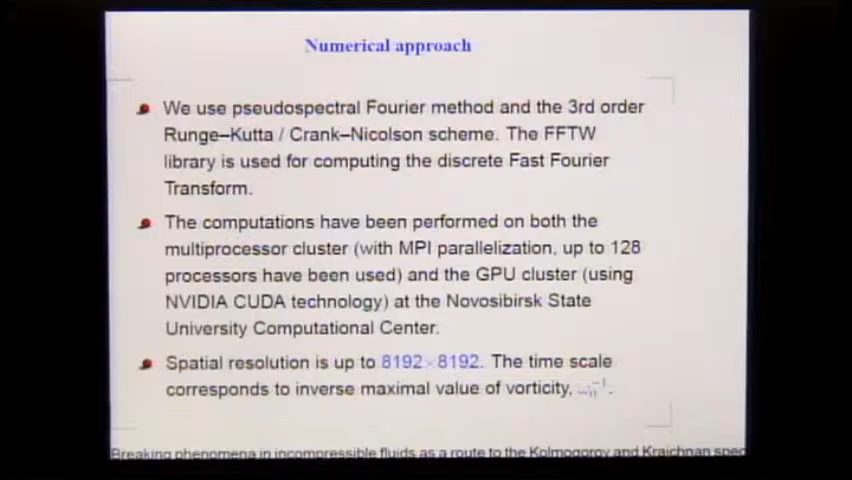 Numerical approach
We use pseudospectral Fourier method and the 3rd order
Runge–Kutta / Crank–Nicolson scheme. The FFTW
library is used for computing the discrete Fast Fourier
Transform.
The computations have been performed on both the
multiprocessor cluster (with MPI parallelization, up to 128
processors have been used) and the GPU cluster (using
NVIDIA CUDA technology) at the Novosibirsk State
University Computational Center.
Spatial resolution is up to 8192×8192. The time scale
corresponds to inverse maximal value of vorticity,
Breaking phenomena in incompressible fluids as a route to the Kolmogorov and Kraichnan spec